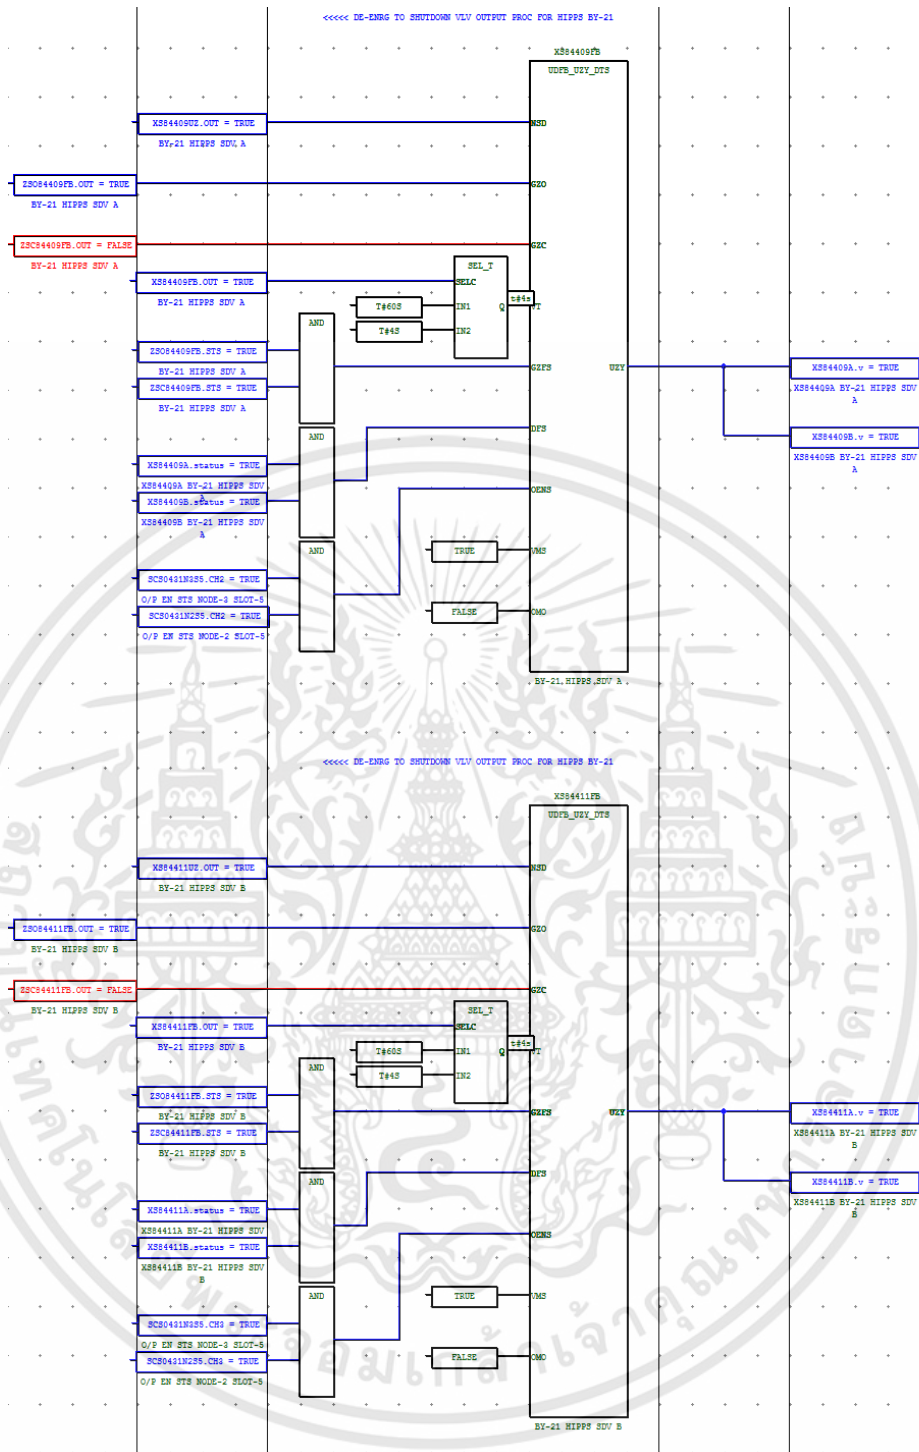 <<<<< DE-ENRG TO SHUTDOWN VLV OUTPUT PROC FOR HIPPS BY-21
XS84409FB
UDFB_UZY_DTS
XS84409UZ.OUT = TRUE
NSD
BY-21 HIPPS SDV A
ZSO84409FB.OUT = TRUE
GZO
BY-21 HIPPS SDV A
ZSC84409FB.OUT = FALSE
GZC
BY-21 HIPPS SDV A
SEL_T
XS84409FB.OUT = TRUE
SELC
BY-21 HIPPS SDV A
T#60S
IN1
Q
t#4s
VT
T#4S
IN2
AND
ZSO84409FB.STS = TRUE
BY-21 HIPPS SDV A
GZFS
UZY
XS84409A.v = TRUE
ZSC84409FB.STS = TRUE
XS84409A BY-21 HIPPS SDV
A
BY-21 HIPPS SDV A
DFS
AND
XS84409B.v = TRUE
XS84409B BY-21 HIPPS SDV
A
XS84409A.status = TRUE
XS84409A BY-21 HIPPS SDV
A
OENS
XS84409B.status = TRUE
XS84409B BY-21 HIPPS SDV
A
AND
TRUE
VMS
SCS0431N3S5.CH2 = TRUE
O/P EN STS NODE-3 SLOT-5
SCS0431N2S5.CH2 = TRUE
FALSE
OMO
O/P EN STS NODE-2 SLOT-5
BY-21 HIPPS SDV A
<<<<< DE-ENRG TO SHUTDOWN VLV OUTPUT PROC FOR HIPPS BY-21
XS84411FB
UDFB_UZY_DTS
XS84411UZ.OUT = TRUE
NSD
BY-21 HIPPS SDV B
ZSO84411FB.OUT = TRUE
GZO
BY-21 HIPPS SDV B
ZSC84411FB.OUT = FALSE
GZC
BY-21 HIPPS SDV B
SEL_T
XS84411FB.OUT = TRUE
SELC
BY-21 HIPPS SDV B
T#60S
IN1
Q
t#4s
VT
T#4S
IN2
AND
ZSO84411FB.STS = TRUE
BY-21 HIPPS SDV B
GZFS
UZY
XS84411A.v = TRUE
ZSC84411FB.STS = TRUE
XS84411A BY-21 HIPPS SDV
B
BY-21 HIPPS SDV B
DFS
AND
XS84411B.v = TRUE
XS84411B BY-21 HIPPS SDV
B
XS84411A.status = TRUE
XS84411A BY-21 HIPPS SDV
OENS
XS84411B.status = TRUE
XS84411B BY-21 HIPPS SDV
B
AND
TRUE
VMS
SCS0431N3S5.CH3 = TRUE
O/P EN STS NODE-3 SLOT-5
SCS0431N2S5.CH3 = TRUE
FALSE
OMO
O/P EN STS NODE-2 SLOT-5
BY-21 HIPPS SDV B